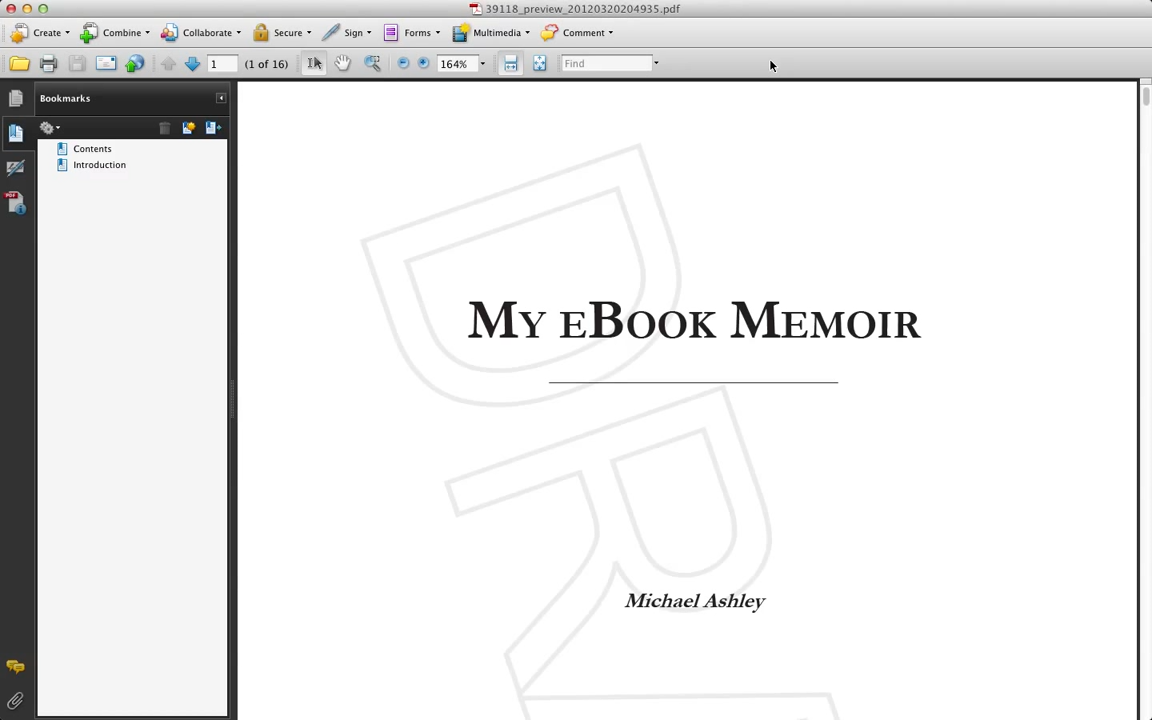 39118_preview_20120320204935.pdf
Create Combine Collaborate Secure Sign Forms Multimedia Comment
1 (1 of 16) 164% Find
Bookmarks
Contents
Introduction
My eBook Memoir
Michael Ashley